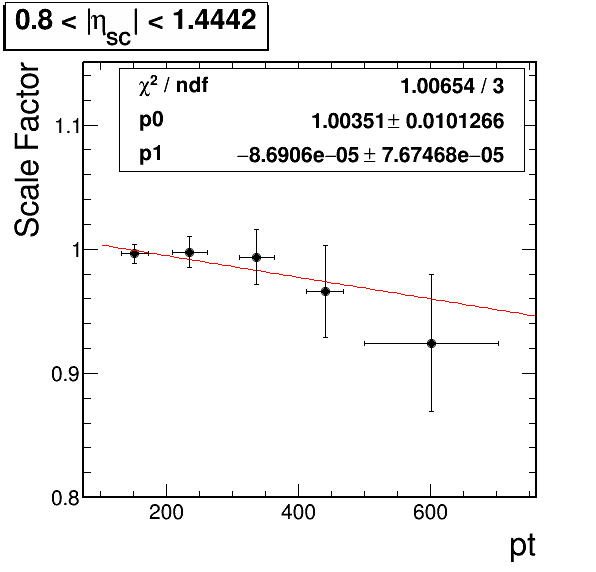 0.8 < |ηSC| < 1.4442
χ² / ndf 1.00654 / 3
p0 1.00351 ± 0.0101266
p1 −8.6906e−05 ± 7.67468e−05
Scale Factor
1.1
1
0.9
0.8
200 400 600
pt